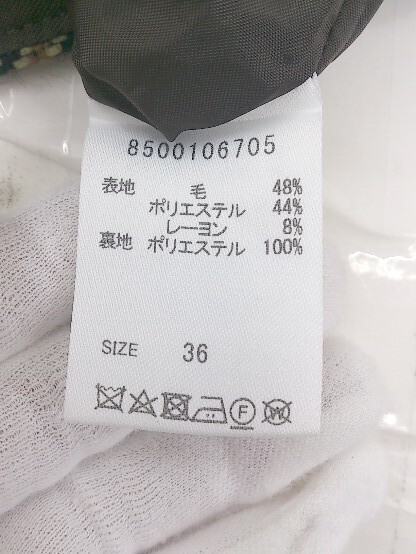 8500106705
表地 毛 48%
ポリエステル 44%
レーヨン 8%
裏地 ポリエステル 100%
SIZE 36
F W